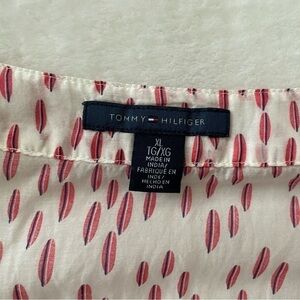 TOMMY HILFIGER
XL
TG/XG
MADE IN
INDIA/
FABRIQUÉ EN
INDE/
HECHO EN
INDIA